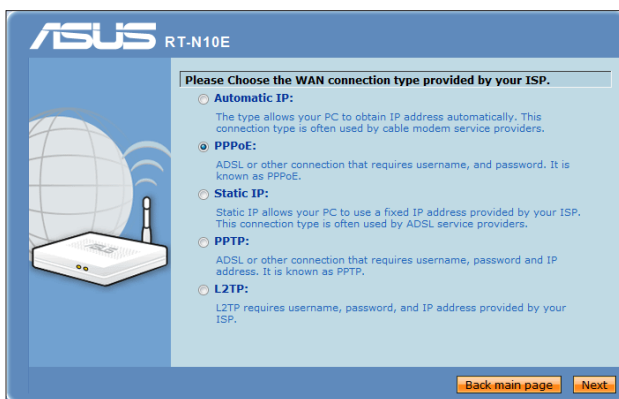 ASUS RT-N10E
Please Choose the WAN connection type provided by your ISP.
Automatic IP:
The type allows your PC to obtain IP address automatically. This
connection type is often used by cable modem service providers.
PPPoE:
ADSL or other connection that requires username, and password. It is
known as PPPoE.
Static IP:
Static IP allows your PC to use a fixed IP address provided by your ISP.
This connection type is often used by ADSL service providers.
PPTP:
ADSL or other connection that requires username, password and IP
address. It is known as PPTP.
L2TP:
L2TP requires username, password, and IP address provided by your
ISP.
ASUS
Back main page Next